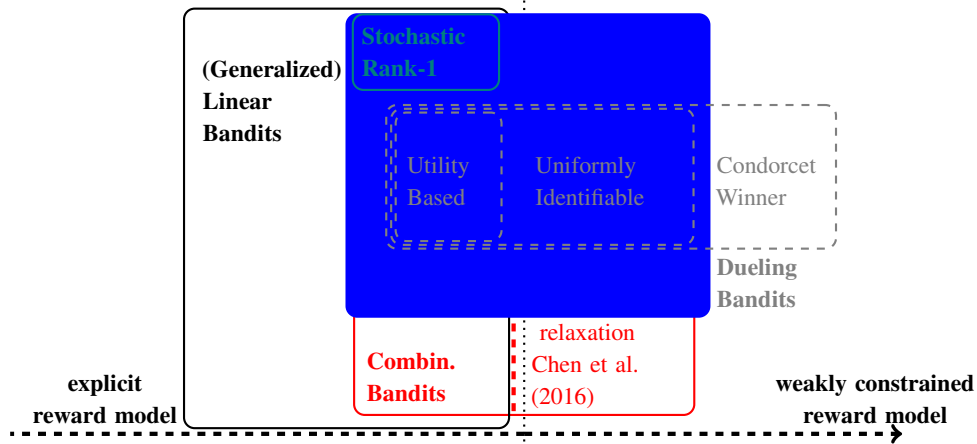 Stochastic
Rank-1
(Generalized)
Linear
Bandits
Utility
Based
Uniformly
Identifiable
Condorcet
Winner
Dueling
Bandits
Combin.
Bandits
relaxation
Chen et al.
(2016)
explicit
reward model
weakly constrained
reward model